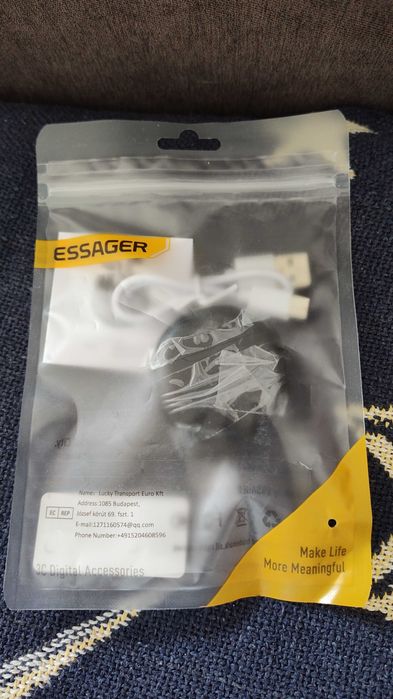 ESSAGER
Name: Lucky Transport Euro Kft
Address:1085 Budapest,
József körút 69. fszt. 1
EC REP
E-mail:1271160574@qq.com
Phone Number:+4915204608596
3C Digital Accessories
Make Life
More Meaningful